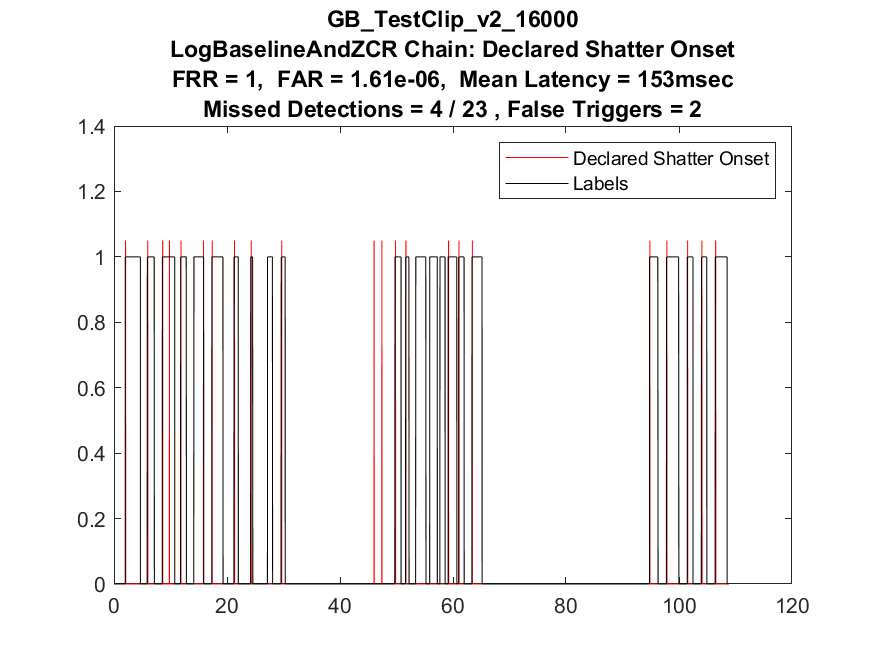 GB_TestClip_v2_16000
LogBaselineAndZCR Chain: Declared Shatter Onset
FRR = 1,  FAR = 1.61e-06,  Mean Latency = 153msec
Missed Detections = 4 / 23 , False Triggers = 2
1.4
1.2
1
0.8
0.6
0.4
0.2
0
Declared Shatter Onset
Labels
0 20 40 60 80 100 120